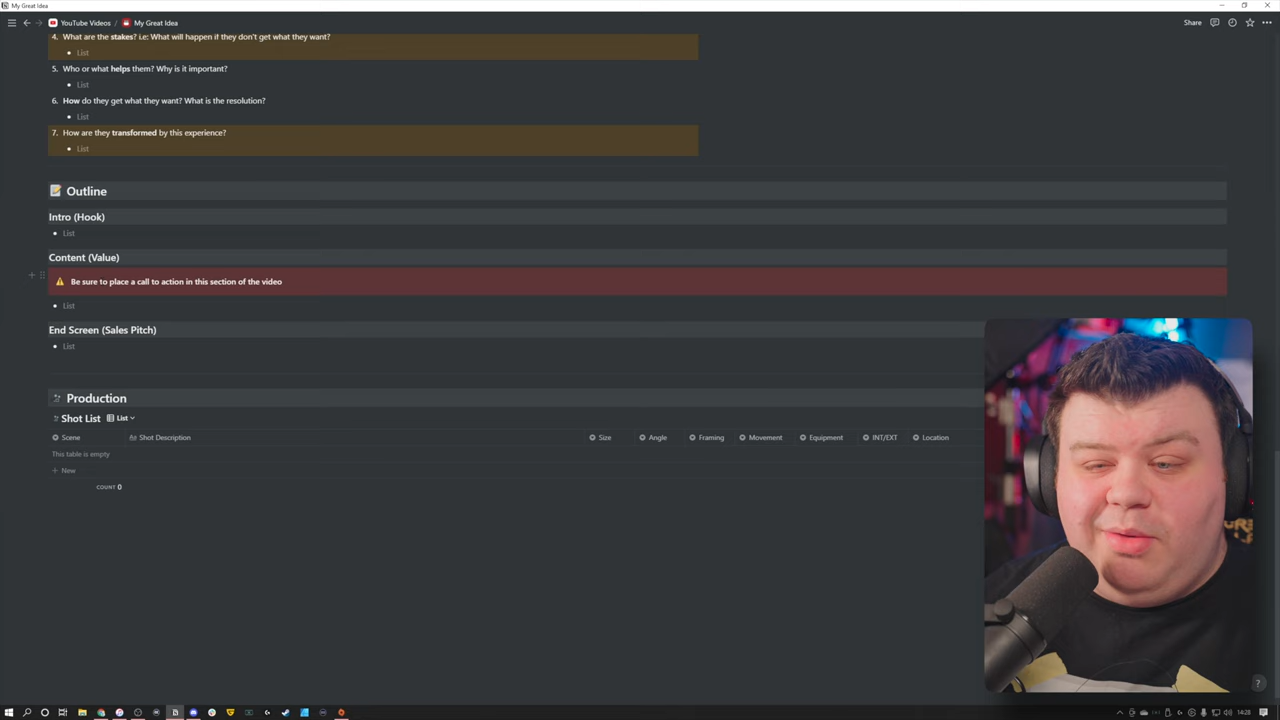 My Great Idea
YouTube Videos / My Great Idea
Share
4. What are the stakes? i.e: What will happen if they don't get what they want?
List
5. Who or what helps them? Why is it important?
List
6. How do they get what they want? What is the resolution?
List
7. How are they transformed by this experience?
List
Outline
Intro (Hook)
List
Content (Value)
Be sure to place a call to action in this section of the video
List
End Screen (Sales Pitch)
List
Production
Shot List List
Scene Aa Shot Description Size Angle Framing Movement Equipment INT/EXT Location
This table is empty
+ New
COUNT 0
?
14:28